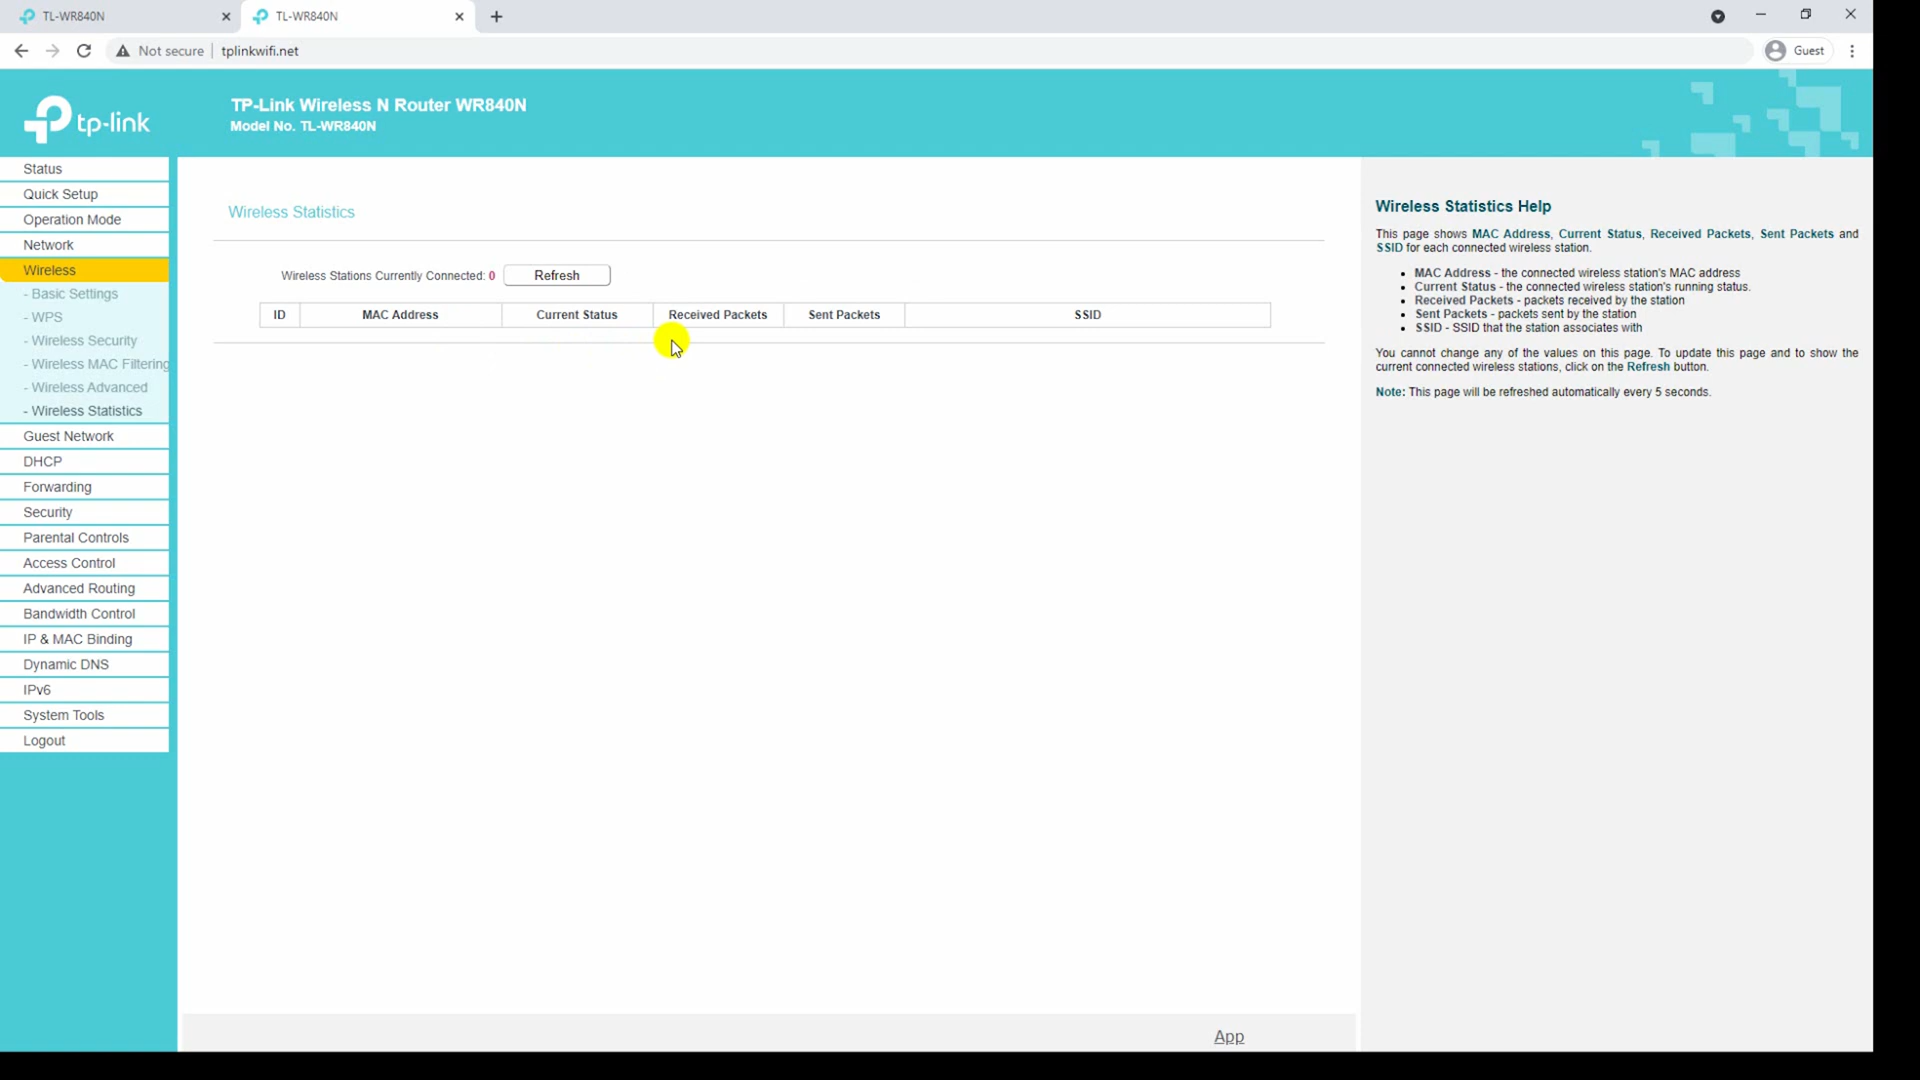 TL-WR840N
TL-WR840N
Not secure
tplinkwifi.net
Guest
tp-link
TP-Link Wireless N Router WR840N
Model No. TL-WR840N
Status
Quick Setup
Operation Mode
Network
Wireless
- Basic Settings
- WPS
- Wireless Security
- Wireless MAC Filtering
- Wireless Advanced
- Wireless Statistics
Guest Network
DHCP
Forwarding
Security
Parental Controls
Access Control
Advanced Routing
Bandwidth Control
IP & MAC Binding
Dynamic DNS
IPv6
System Tools
Logout
Wireless Statistics
Wireless Stations Currently Connected: 0 Refresh
ID MAC Address Current Status Received Packets Sent Packets SSID
App
Wireless Statistics Help
This page shows MAC Address, Current Status, Received Packets, Sent Packets and
SSID for each connected wireless station.
• MAC Address - the connected wireless station's MAC address
• Current Status - the connected wireless station's running status.
• Received Packets - packets received by the station
• Sent Packets - packets sent by the station
• SSID - SSID that the station associates with
You cannot change any of the values on this page. To update this page and to show the
current connected wireless stations, click on the Refresh button.
Note: This page will be refreshed automatically every 5 seconds.